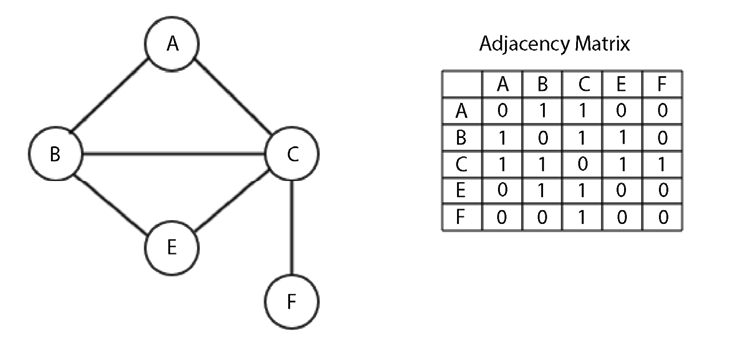 A
B
C
E
F
Adjacency Matrix
A B C E F
A 0 1 1 0 0
B 1 0 1 1 0
C 1 1 0 1 1
E 0 1 1 0 0
F 0 0 1 0 0